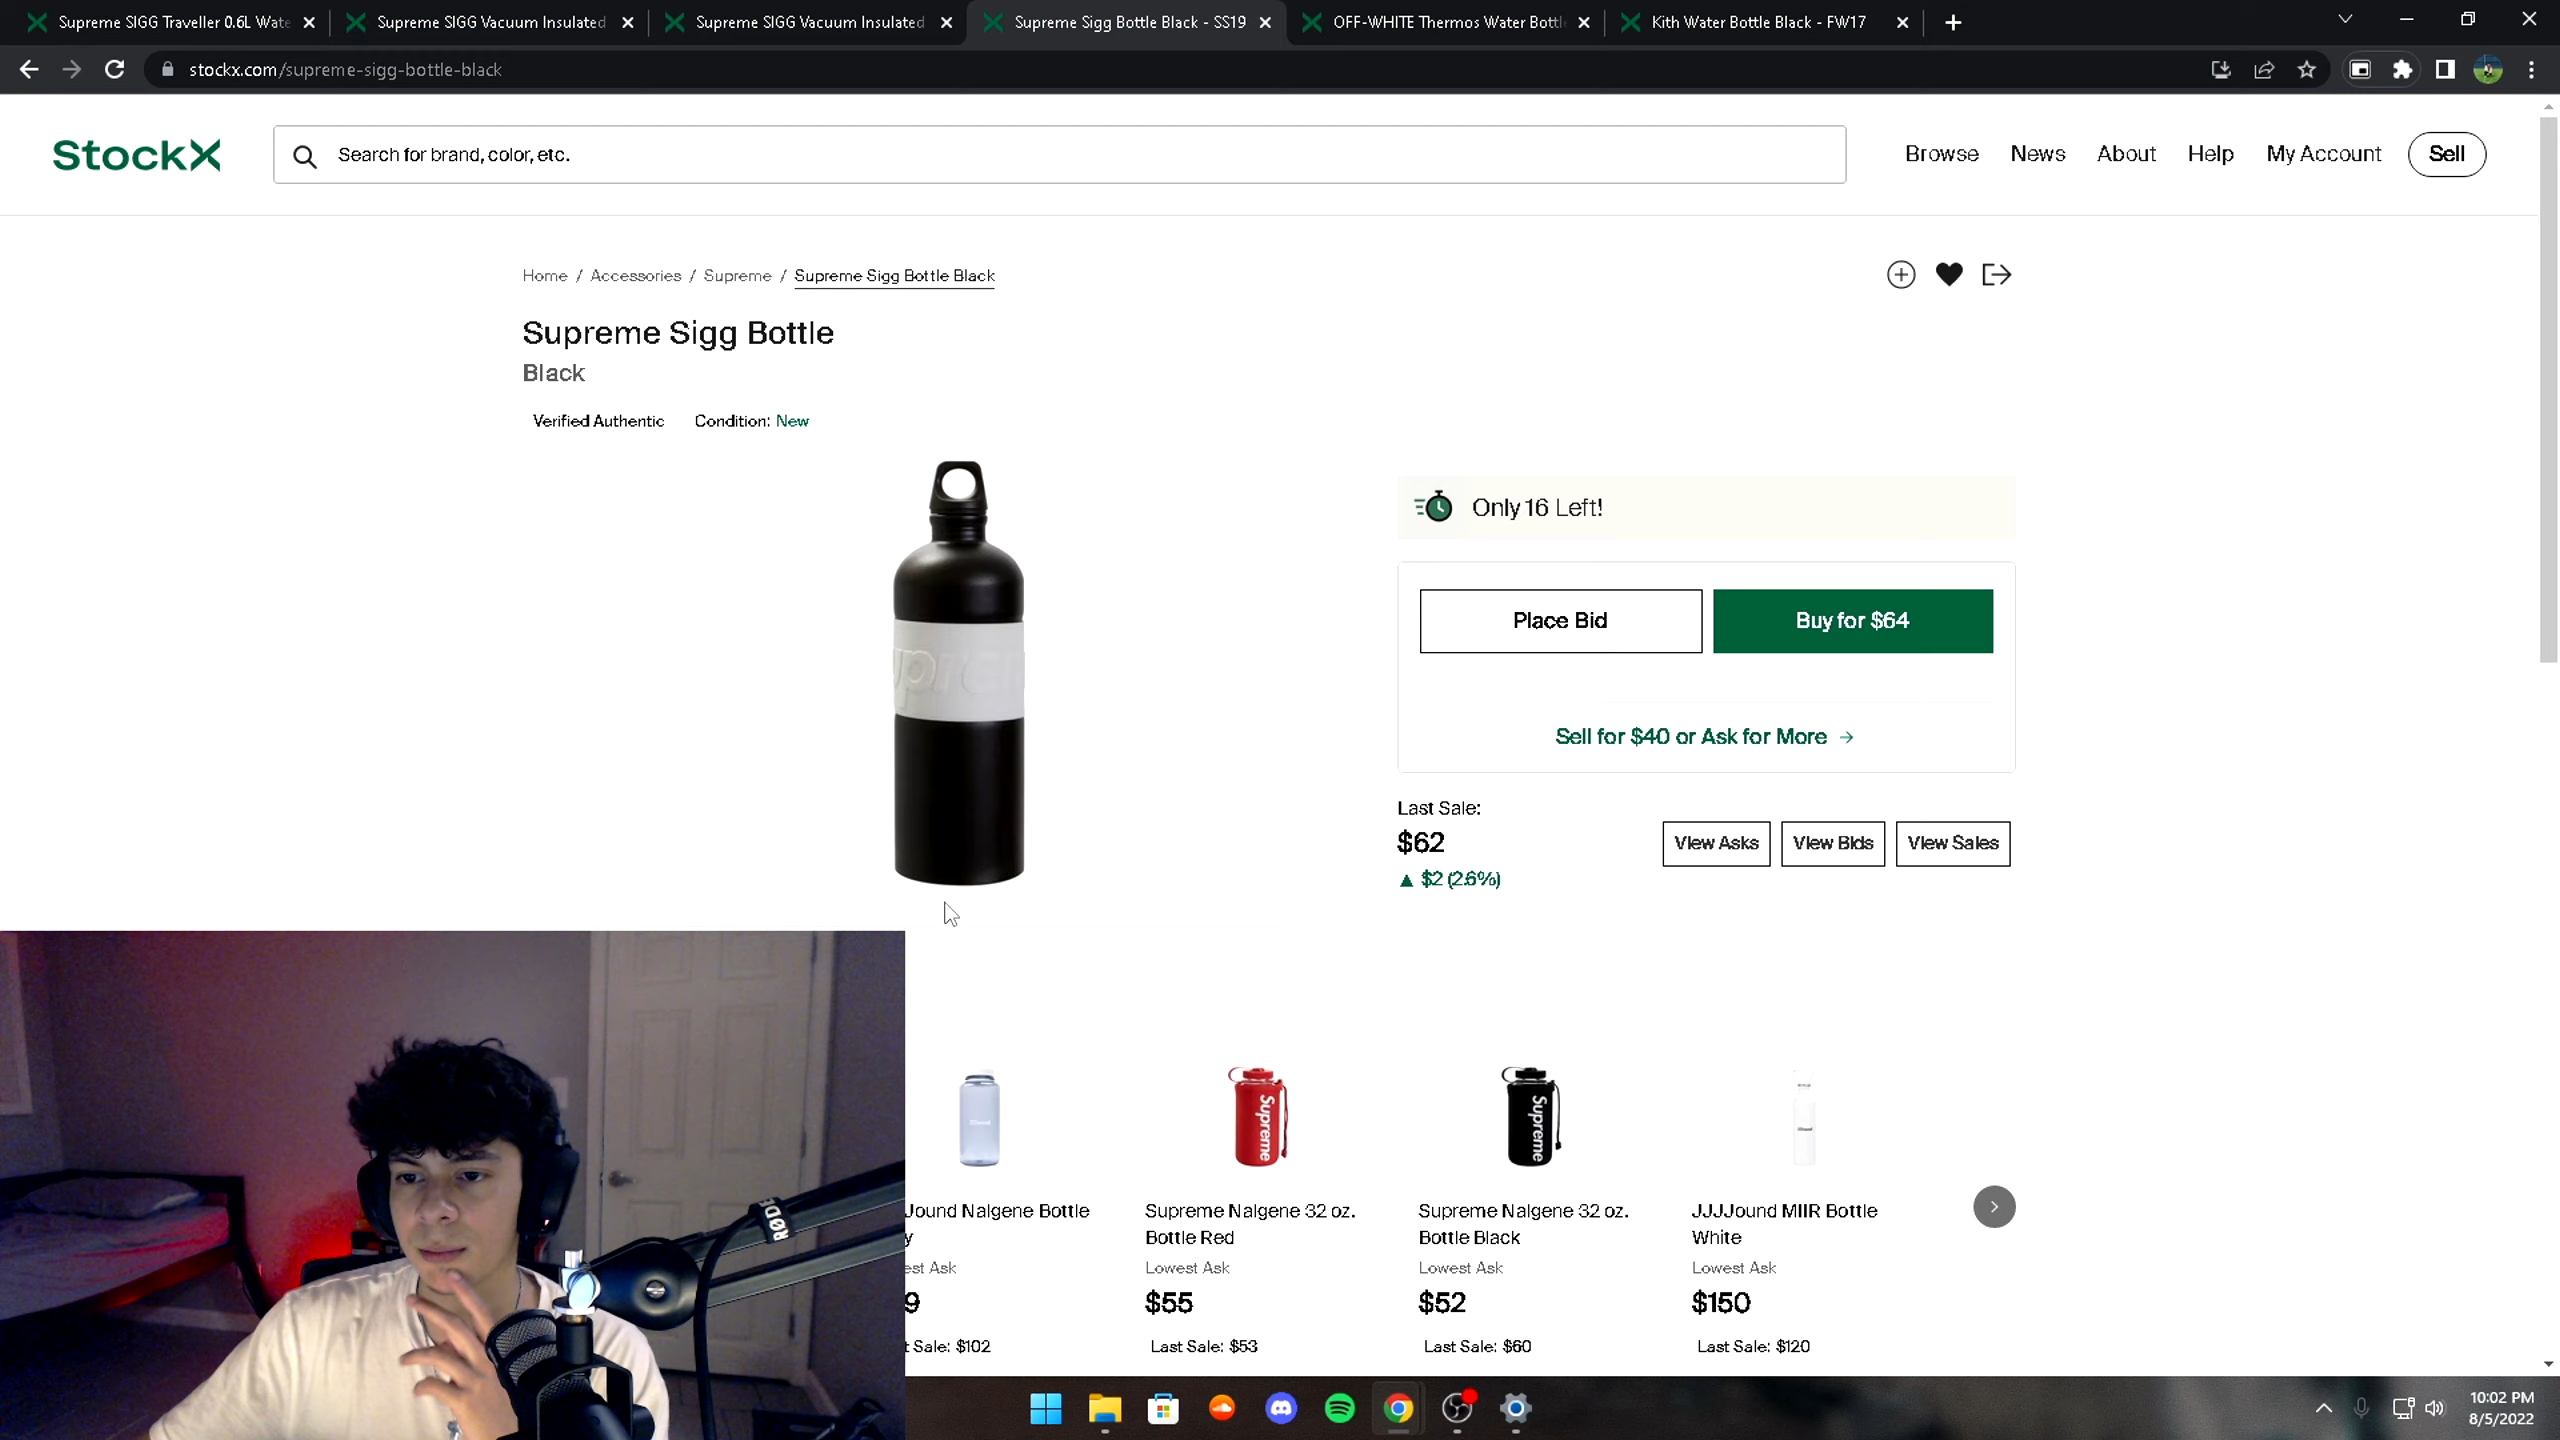 Supreme SIGG Traveller 0.6L Wate
Supreme SIGG Vacuum Insulated
Supreme SIGG Vacuum Insulated
Supreme Sigg Bottle Black - SS19
OFF-WHITE Thermos Water Bottle
Kith Water Bottle Black - FW17
stockx.com/supreme-sigg-bottle-black
StockX
Search for brand, color, etc.
Browse
News
About
Help
My Account
Sell
Home / Accessories / Supreme / Supreme Sigg Bottle Black
Supreme Sigg Bottle
Black
Verified Authentic
Condition: New
uprem
Only 16 Left!
Place Bid
Buy for $64
Sell for $40 or Ask for More
Last Sale:
$62
▲ $2 (2.6%)
View Asks
View Bids
View Sales
Supreme
Supreme
Jound Nalgene Bottle
y
est Ask
9
t Sale: $102
Supreme Nalgene 32 oz.
Bottle Red
Lowest Ask
$55
Last Sale: $53
Supreme Nalgene 32 oz.
Bottle Black
Lowest Ask
$52
Last Sale: $60
JJJJound MIIR Bottle
White
Lowest Ask
$150
Last Sale: $120
RØDE
10:02 PM
8/5/2022